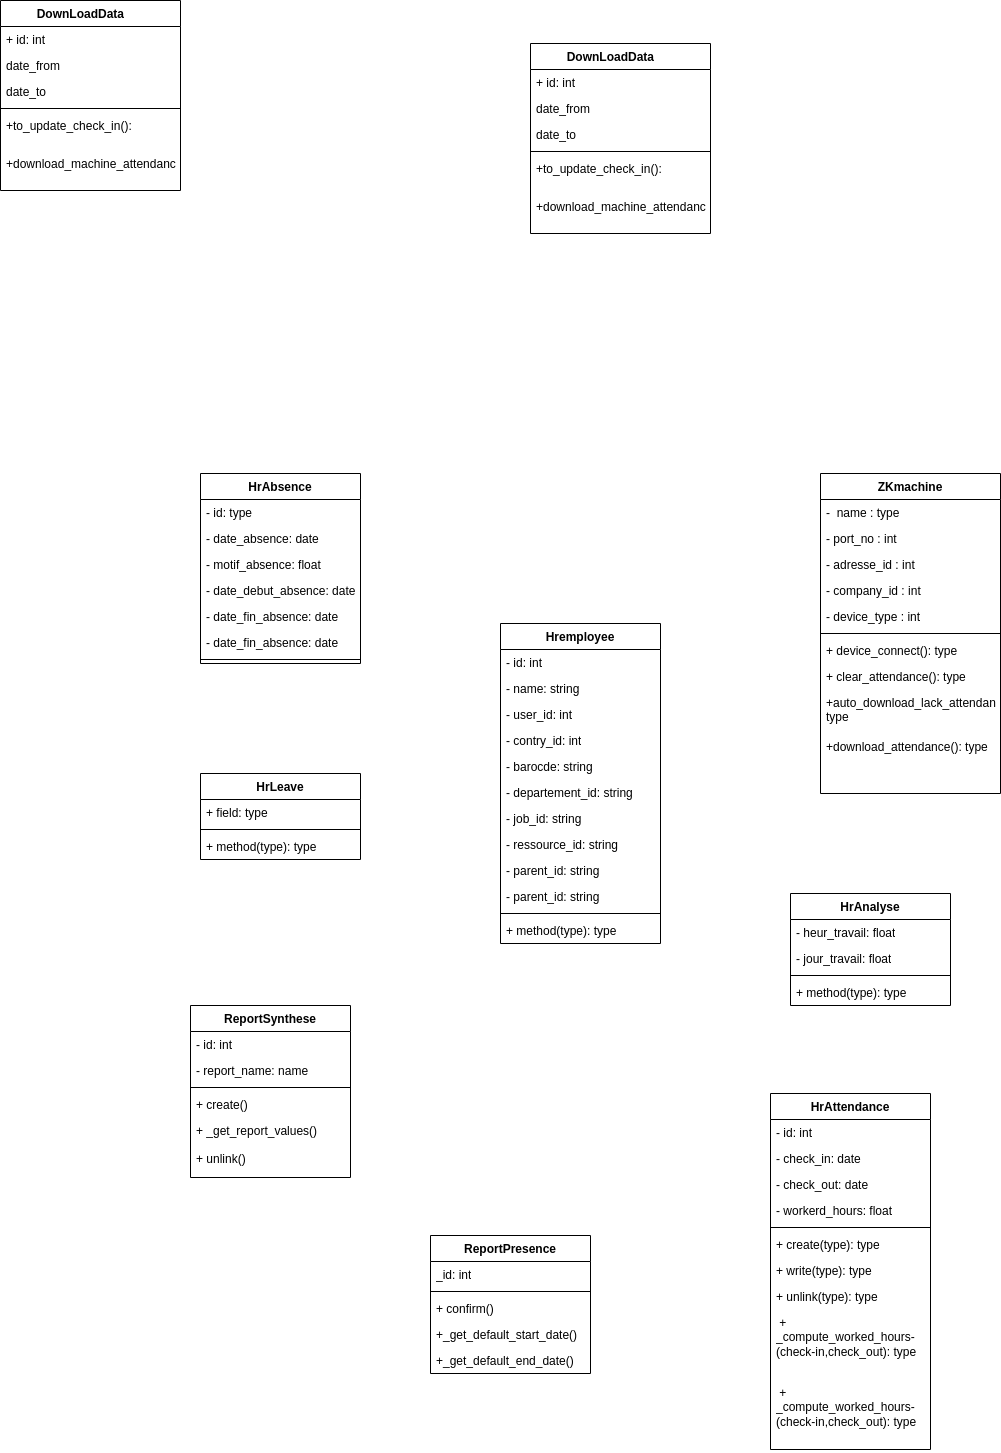 DownLoadData
+ id: int
date_from
date_to
+to_update_check_in():
+download_machine_attendanc
DownLoadData
+ id: int
date_from
date_to
+to_update_check_in():
+download_machine_attendanc
HrAbsence
- id: type
- date_absence: date
- motif_absence: float
- date_debut_absence: date
- date_fin_absence: date
- date_fin_absence: date
ZKmachine
-  name : type
- port_no : int
- adresse_id : int
- company_id : int
- device_type : int
+ device_connect(): type
+ clear_attendance(): type
+auto_download_lack_attendan
type
+download_attendance(): type
Hremployee
- id: int
- name: string
- user_id: int
- contry_id: int
- barocde: string
- departement_id: string
- job_id: string
- ressource_id: string
- parent_id: string
- parent_id: string
+ method(type): type
HrLeave
+ field: type
+ method(type): type
HrAnalyse
- heur_travail: float
- jour_travail: float
+ method(type): type
ReportSynthese
- id: int
- report_name: name
+ create()
+ _get_report_values()
+ unlink()
HrAttendance
- id: int
- check_in: date
- check_out: date
- workerd_hours: float
+ create(type): type
+ write(type): type
+ unlink(type): type
+
_compute_worked_hours-
(check-in,check_out): type
+
_compute_worked_hours-
(check-in,check_out): type
ReportPresence
_id: int
+ confirm()
+_get_default_start_date()
+_get_default_end_date()